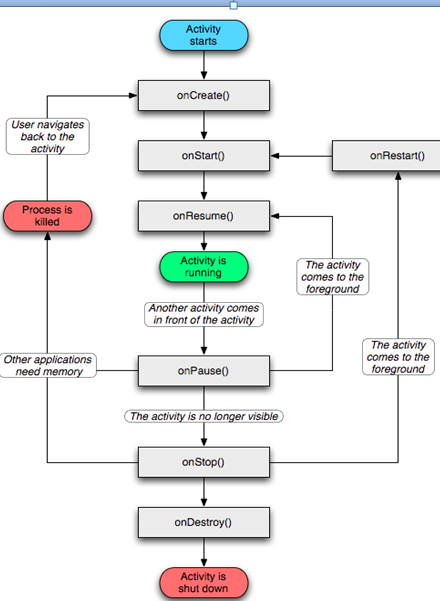 Activity
starts
onCreate()
User navigates
back to the
activity
onStart()
onRestart()
Process is
killed
onResume()
Activity is
running
The activity
comes to the
foreground
Another activity comes
in front of the activity
The activity
comes to the
foreground
Other applications
need memory
onPause()
The activity is no longer visible
onStop()
onDestroy()
Activity is
shut down